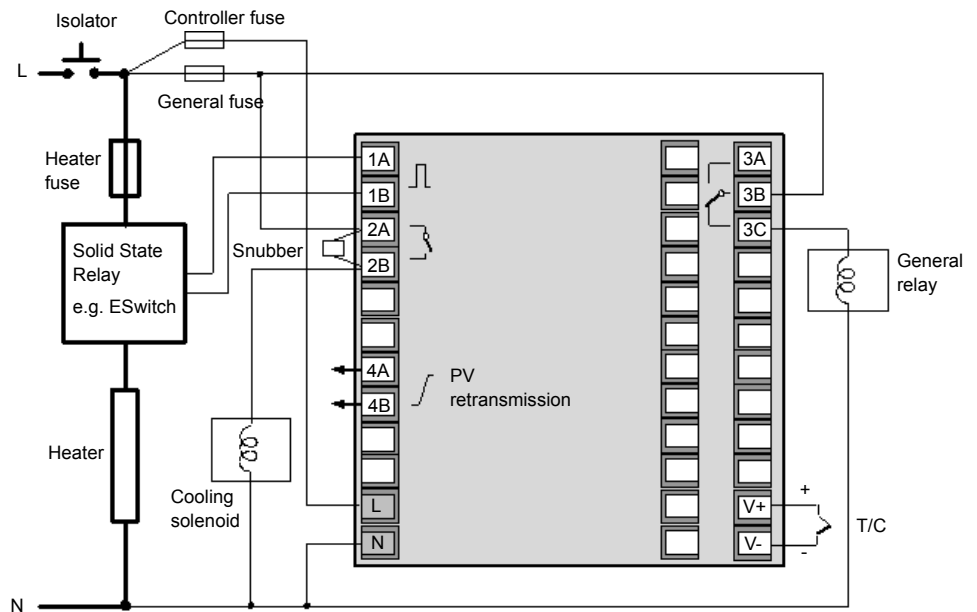 Controller fuse
Isolator
L
General fuse
Heater
fuse
1A
1B
2A
2B
Snubber
Solid State
Relay
e.g. ESwitch
4A
4B
PV
retransmission
Heater
Cooling
solenoid
L
N
3A
3B
3C
General
relay
V+
V-
+
-
T/C
N